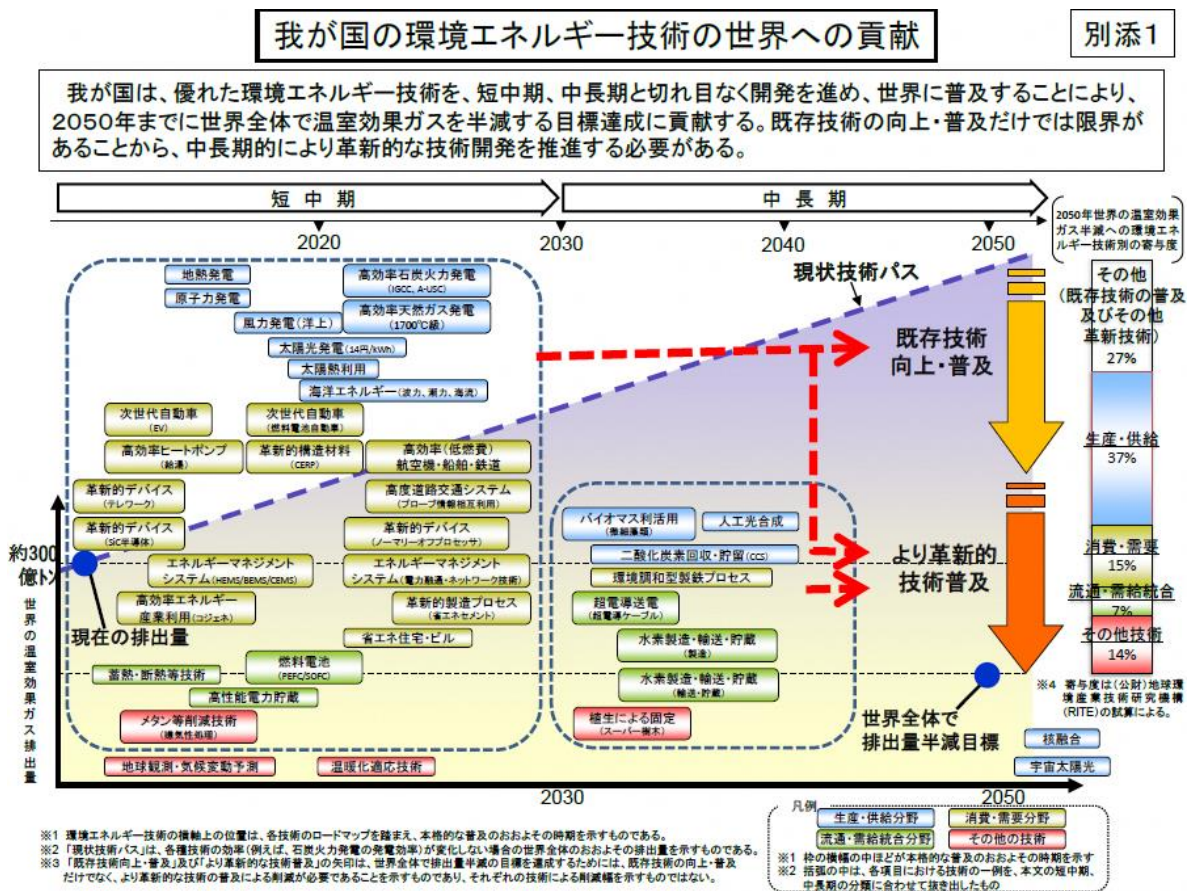 我が国の環境エネルギー技術の世界への貢献
別添1
我が国は、優れた環境エネルギー技術を、短中期、中長期と切れ目なく開発を進め、世界に普及することにより、
2050年までに世界全体で温室効果ガスを半減する目標達成に貢献する。既存技術の向上・普及だけでは限界が
あることから、中長期的により革新的な技術開発を推進する必要がある。
短中期
中長期
2020
2030
2040
2050
2050年世界の温室効果
ガス半減への環境エネ
ルギー技術別の寄与度
地熱発電
原子力発電
風力発電(洋上)
太陽光発電(14円/kWh)
太陽熱利用
海洋エネルギー(波力、潮力、海流)
高効率石炭火力発電
(IGCC, A-USC)
高効率天然ガス発電
(1700℃級)
次世代自動車
(EV)
次世代自動車
(燃料電池自動車)
高効率ヒートポンプ
(給湯)
革新的構造材料
(CERP)
高効率(低燃費)
航空機・船舶・鉄道
革新的デバイス
(テレワーク)
高度道路交通システム
(プローブ情報相互利用)
革新的デバイス
(SiC半導体)
革新的デバイス
(ノーマリーオフプロセッサ)
エネルギーマネジメント
システム(HEMS/BEMS/CEMS)
エネルギーマネジメント
システム(電力融通・ネットワーク技術)
高効率エネルギー
産業利用(コジェネ)
革新的製造プロセス
(省エネセメント)
省エネ住宅・ビル
燃料電池
(PEFC/SOFC)
蓄熱・断熱等技術
高性能電力貯蔵
メタン等削減技術
(嫌気性処理)
地球観測・気候変動予測
温暖化適応技術
バイオマス利活用
(微細藻類)
人工光合成
二酸化炭素回収・貯留(CCS)
環境調和型製鉄プロセス
超電導送電
(超電導ケーブル)
水素製造・輸送・貯蔵
(製造)
水素製造・輸送・貯蔵
(輸送・貯蔵)
植生による固定
(スーパー樹木)
現状技術パス
既存技術
向上・普及
より革新的
技術普及
約300
億トン
世界の温室効果ガス排出量
現在の排出量
世界全体で
排出量半減目標
その他
(既存技術の普及
及びその他
革新技術)
27%
生産・供給
37%
消費・需要
15%
流通・需給統合
7%
その他技術
14%
※4 寄与度は(公財)地球環
境産業技術研究機構
(RITE)の試算による。
核融合
宇宙太陽光
2030
2050
※1 環境エネルギー技術の横軸上の位置は、各技術のロードマップを踏まえ、本格的な普及のおおよその時期を示すものである。
※2 「現状技術パス」は、各種技術の効率(例えば、石炭火力発電の発電効率)が変化しない場合の世界全体のおおその排出量を示すものである。
※3 「既存技術向上・普及」及び「より革新的な技術普及」の矢印は、世界全体で排出量半減の目標を達成するためには、既存技術の向上・普及
だけでなく、より革新的な技術の普及による削減が必要であることを示すものであり、それぞれの技術による削減幅を示すものではない。
凡例
生産・供給分野
消費・需要分野
流通・需給統合分野
その他の技術
※1 枠の横幅の中ほどが本格的な普及のおおよその時期を示す
※2 括弧の中は、各項目における技術の一例を、本文の短中期、
中長期の分類に合わせて抜き出したもの